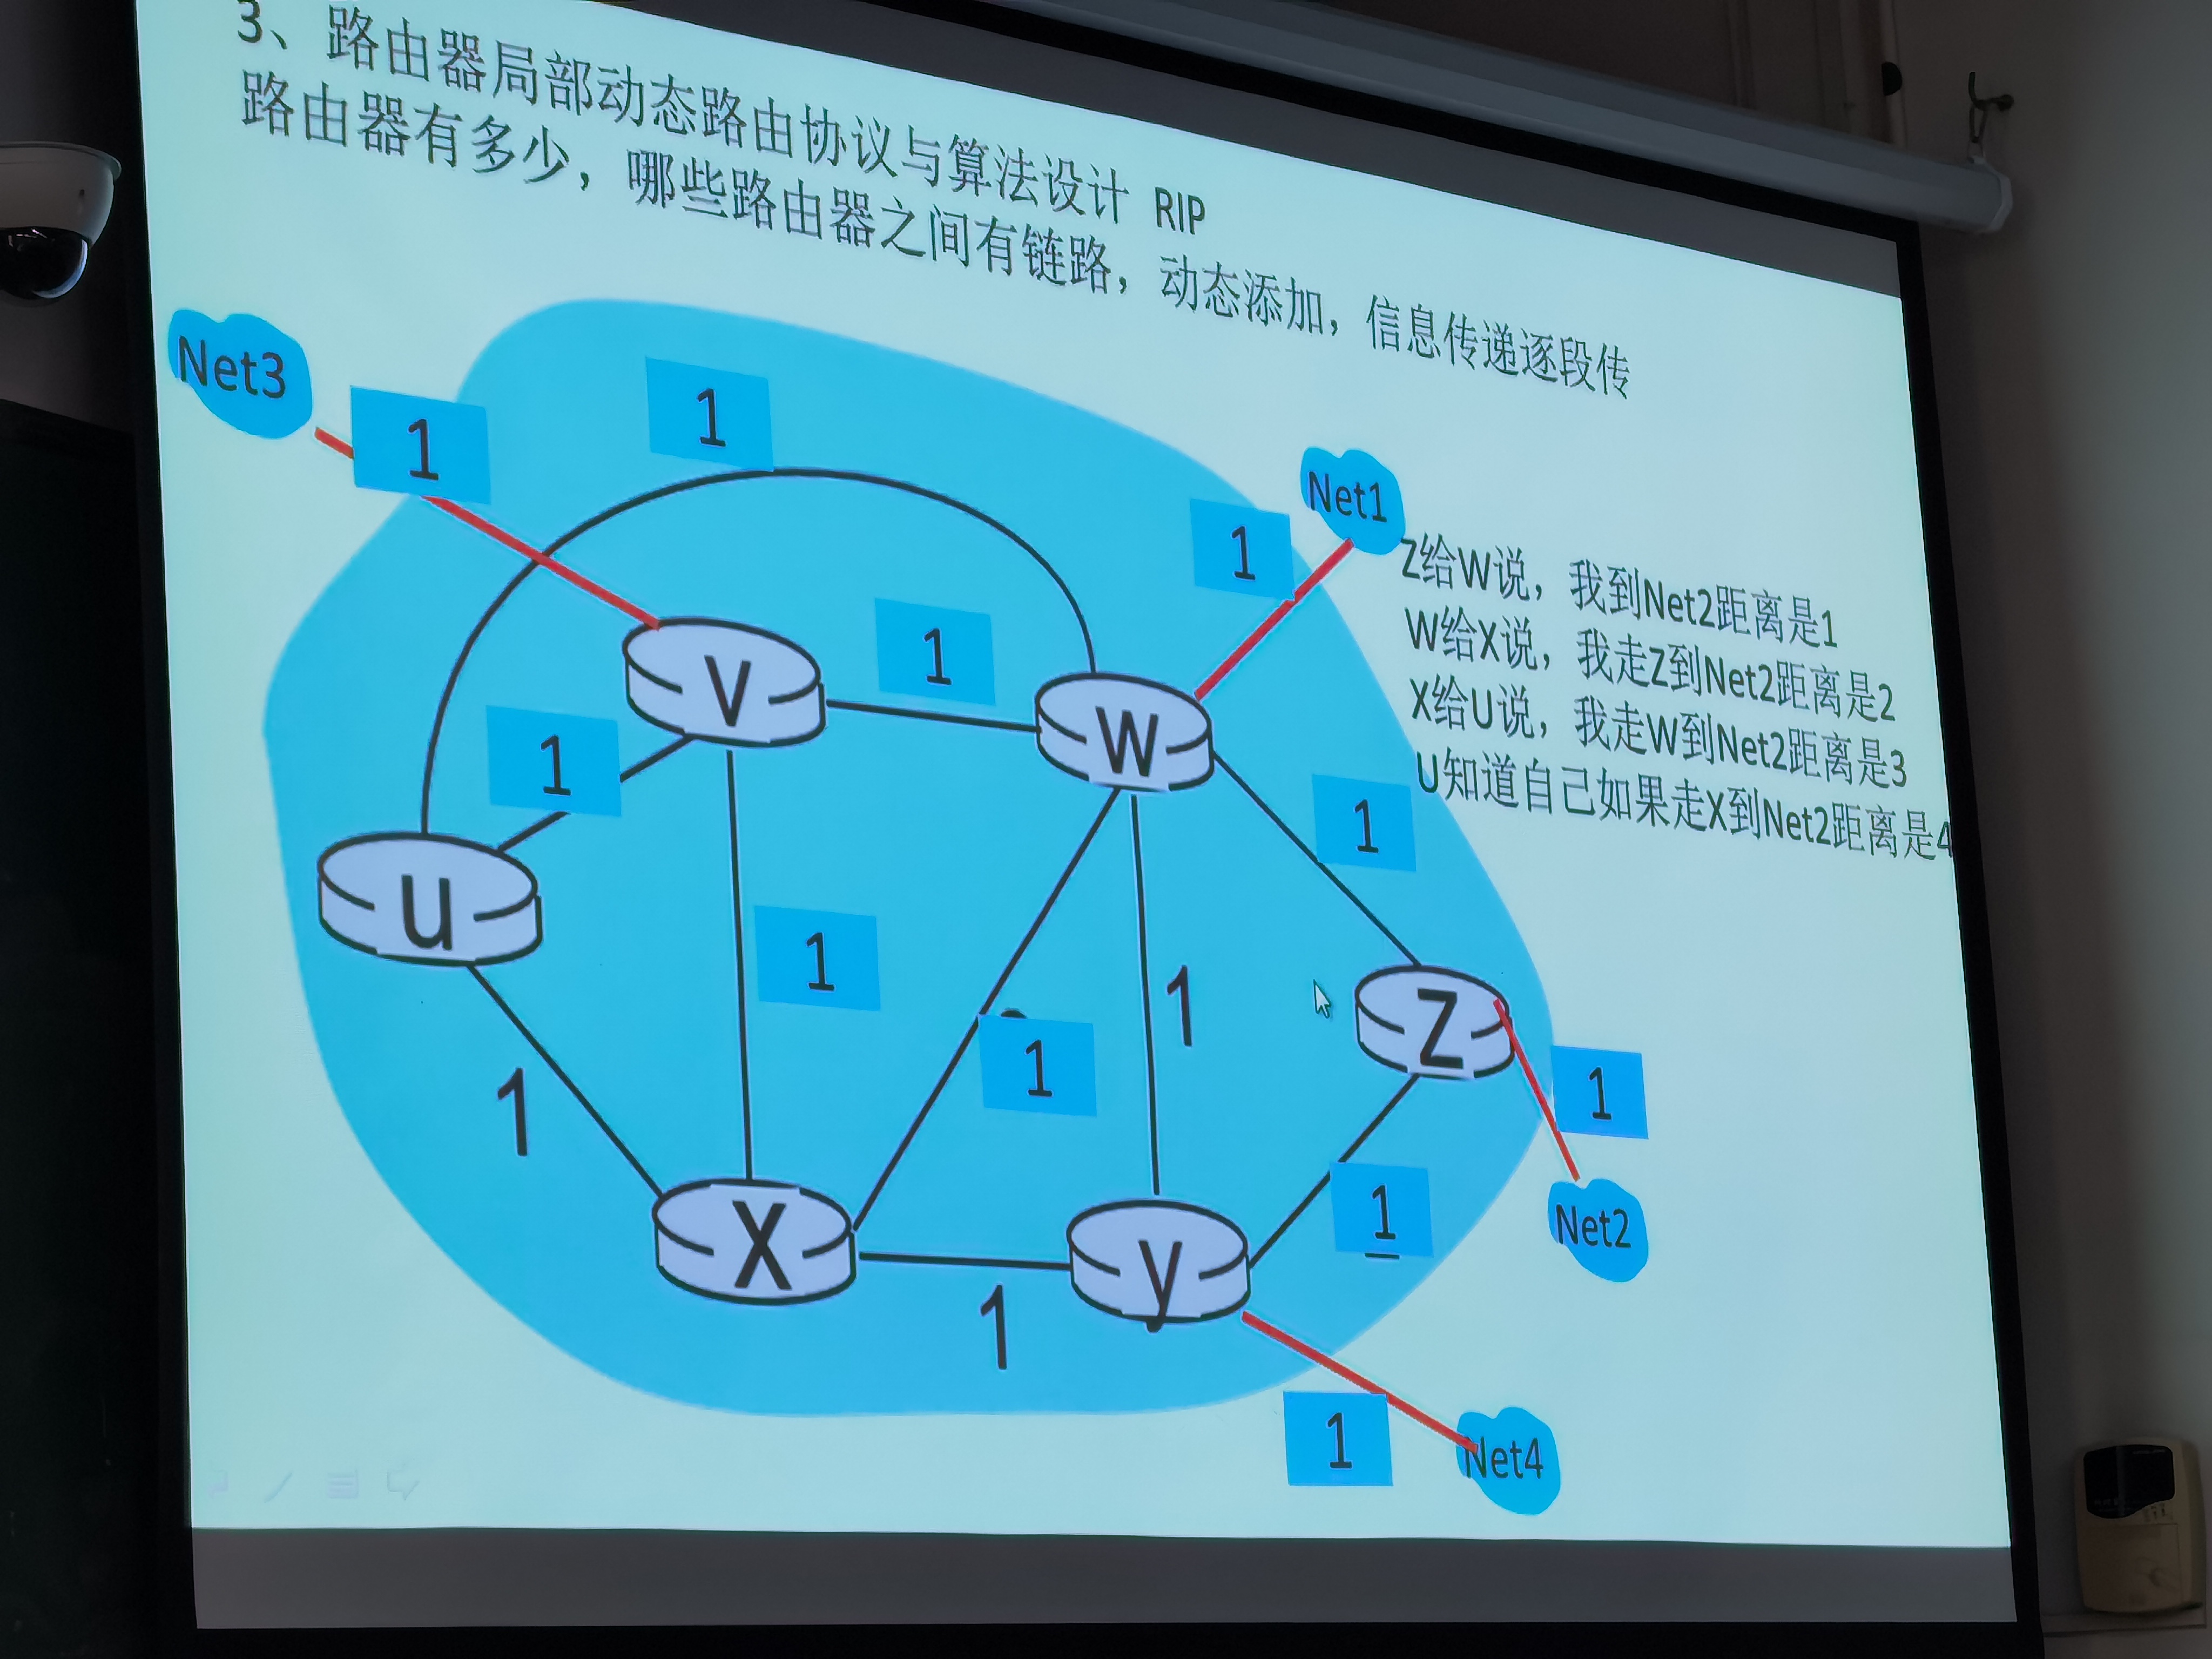 3、路由器局部动态路由协议与算法设计 RIP
路由器有多少，哪些路由器之间有链路，动态添加，信息传递逐段传
Net3
1
1
Net1
1
Z给W说，我到Net2距离是1
W给X说，我走Z到Net2距离是2
X给U说，我走W到Net2距离是3
U知道自己如果走X到Net2距离是4
V
1
W
1
1
u
1
1
1
Z
1
1
1
X
y
1
Net2
1
1
Net4